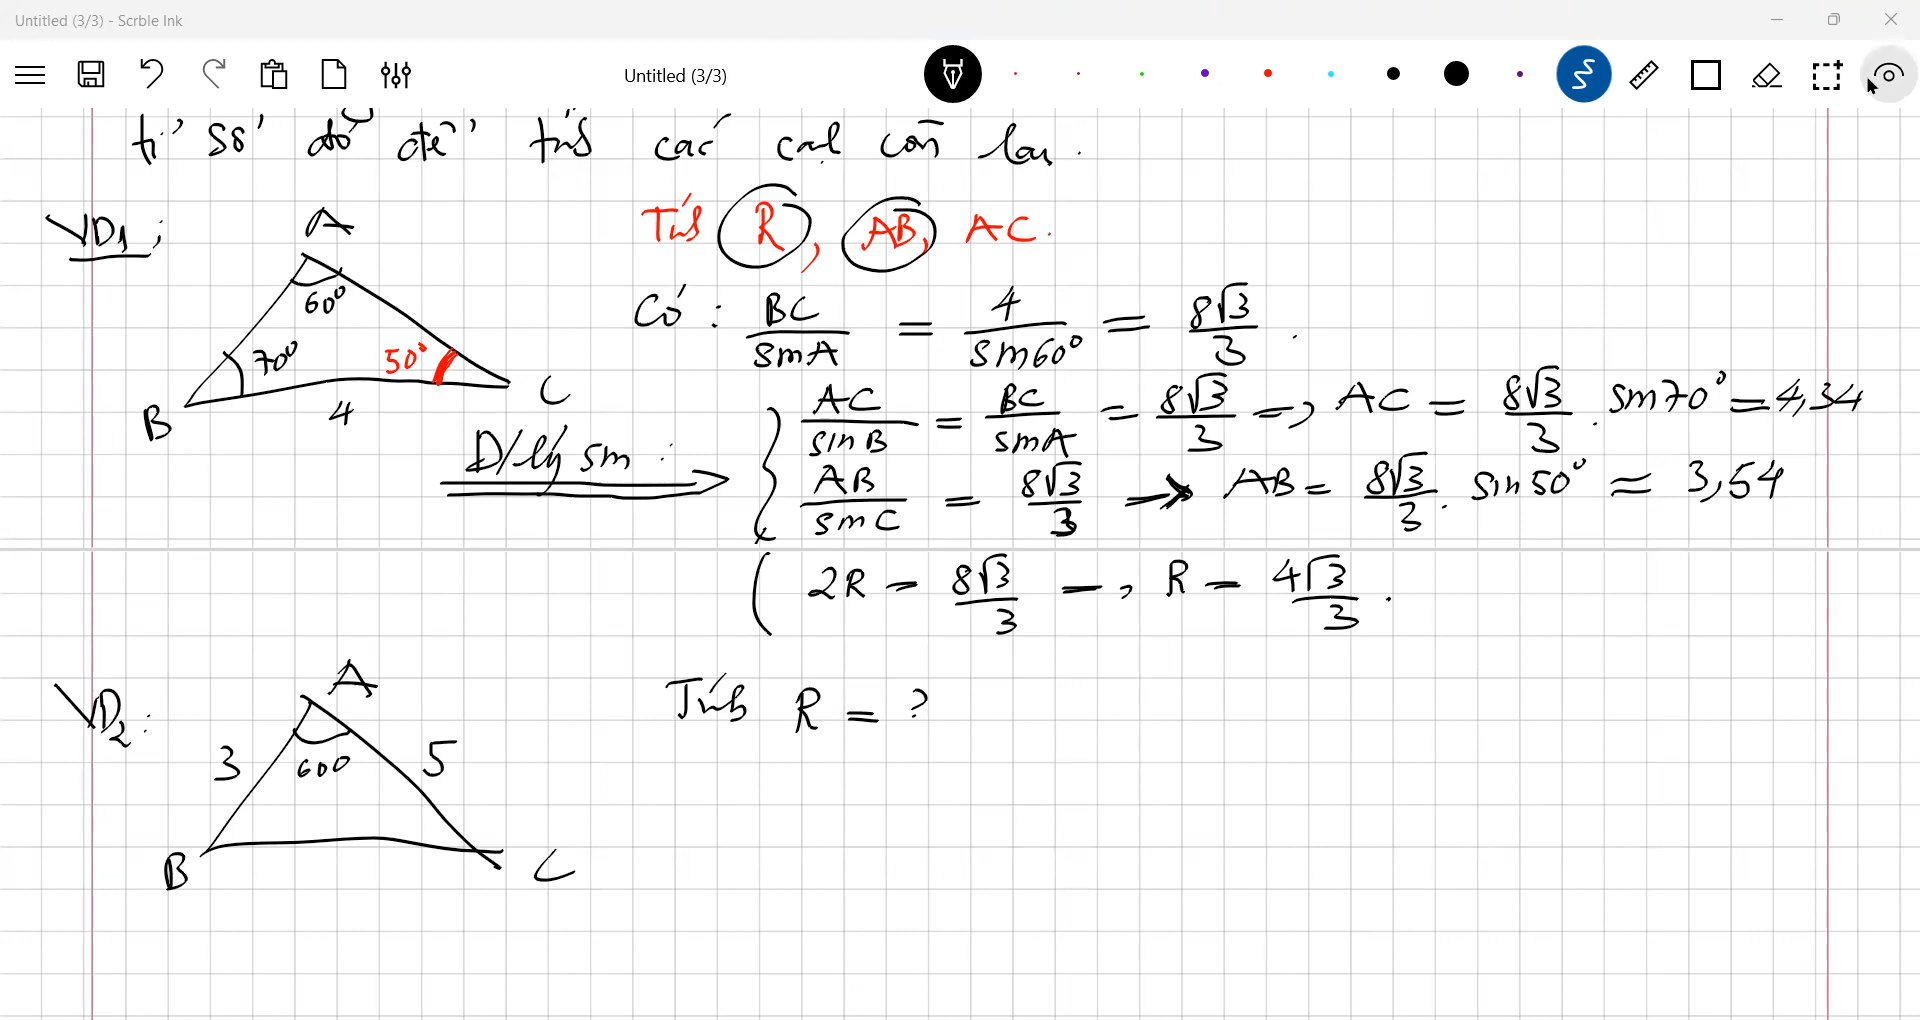 Untitled (3/3) - Scrble Ink
Untitled (3/3)
tỉ số đó để tính các cạnh còn lại.
VD1:
Tính R, AB, AC.
A
60°
70°
50°
B
4
C
Có: BC/sinA = 4/sin60° = 8√3/3.
Đ/lý sin:
AC/sinB = BC/sinA = 8√3/3 => AC = 8√3/3 . sin70° = 4,34
AB/sinC = 8√3/3 → AB = 8√3/3 . sin50° ≈ 3,54
( 2R = 8√3/3 → R = 4√3/3.
VD2:
Tính R = ?
A
3
60°
5
B
C